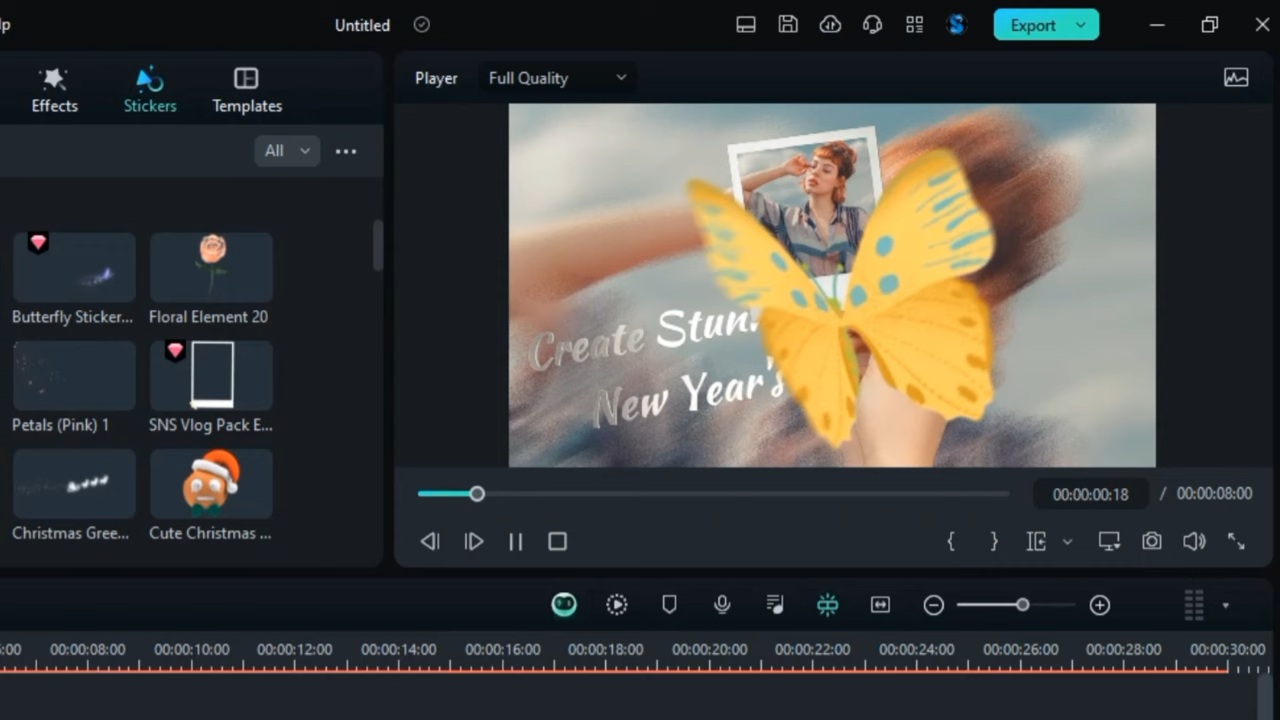 lp
Untitled
Export
Effects
Stickers
Templates
Player
Full Quality
All
Butterfly Sticker...
Floral Element 20
Petals (Pink) 1
SNS Vlog Pack E...
Christmas Gree...
Cute Christmas ...
Create Stun
New Year's
00:00:00:18 / 00:00:08:00
:00 00:00:08:00 00:00:10:00 00:00:12:00 00:00:14:00 00:00:16:00 00:00:18:00 00:00:20:00 00:00:22:00 00:00:24:00 00:00:26:00 00:00:28:00 00:00:30:00